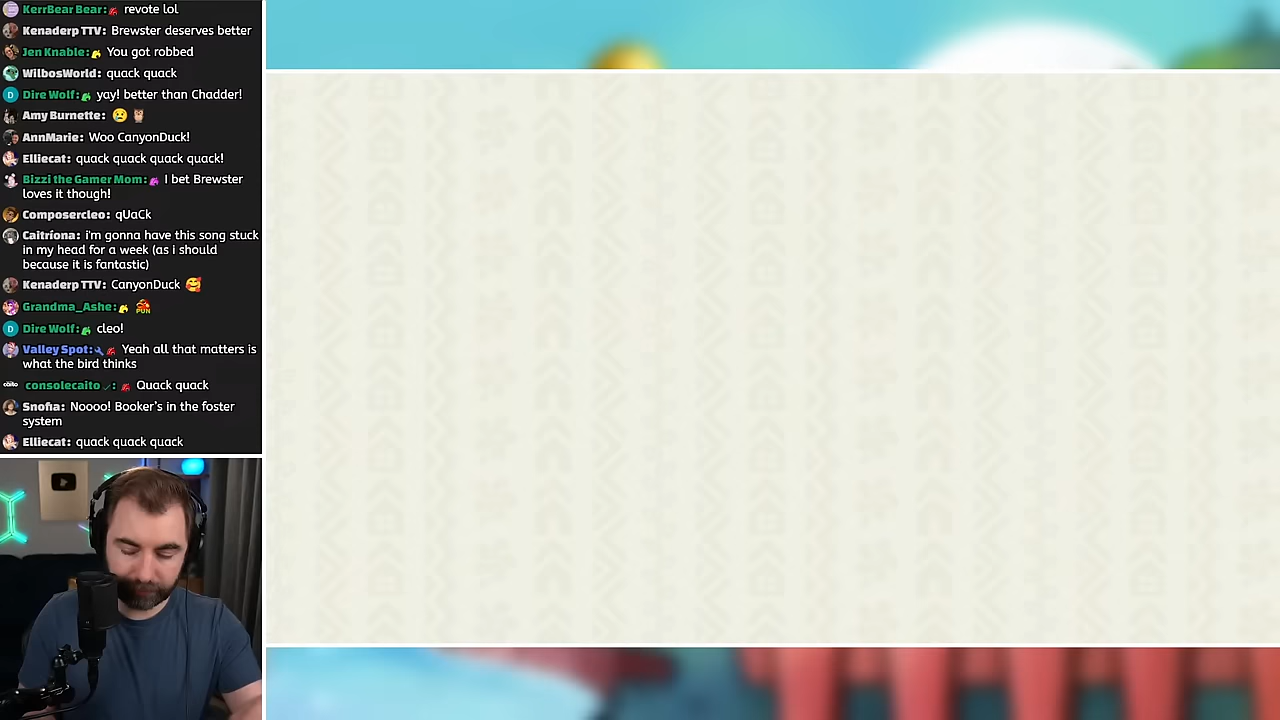 KerrBear Bear: revote lol
Kenaderp TTV: Brewster deserves better
Jen Knable: You got robbed
WilbosWorld: quack quack
D Dire Wolf: yay! better than Chadder!
Amy Burnette: 😢 🦉
AnnMarie: Woo CanyonDuck!
Elliecat: quack quack quack quack!
Bizzi the Gamer Mom: I bet Brewster
loves it though!
Composercleo: qUaCk
Caitríona: i'm gonna have this song stuck
in my head for a week (as i should
because it is fantastic)
Kenaderp TTV: CanyonDuck 🥰
Grandma_Ashe: PUN
D Dire Wolf: cleo!
Valley Spot: Yeah all that matters is
what the bird thinks
caito consolecaito ✓: Quack quack
Snofia: Noooo! Booker's in the foster
system
Elliecat: quack quack quack